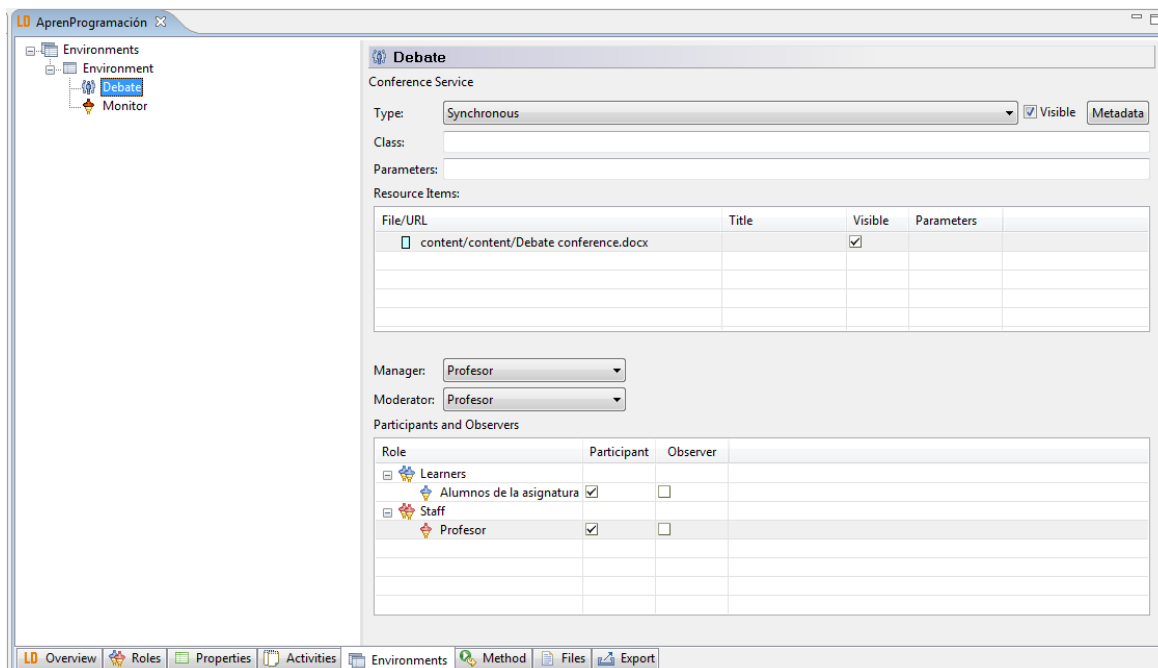 LD AprenProgramación
Environments
Environment
Debate
Monitor
Debate
Conference Service
Type: Synchronous Visible Metadata
Class:
Parameters:
Resource Items:
File/URL Title Visible Parameters
content/content/Debate conference.docx
Manager: Profesor
Moderator: Profesor
Participants and Observers
Role Participant Observer
Learners
Alumnos de la asignatura
Staff
Profesor
LD Overview Roles Properties Activities Environments Method Files Export